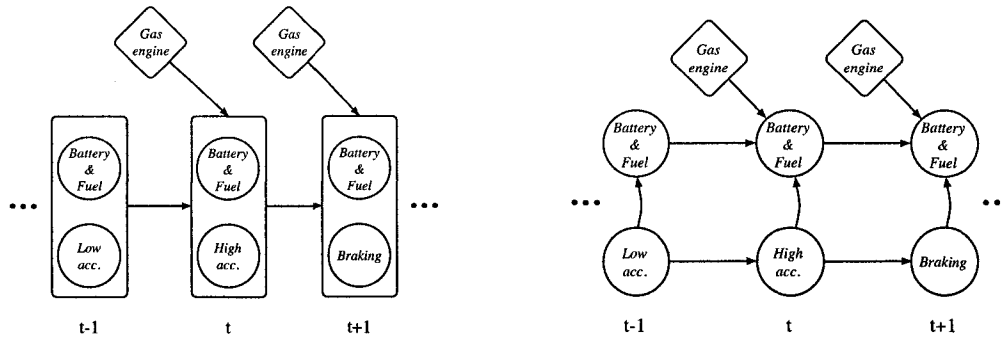 Gas
engine
Gas
engine
Battery
&
Fuel
Battery
&
Fuel
Battery
&
Fuel
...
...
Low
acc.
High
acc.
Braking
t-1
t
t+1
Gas
engine
Gas
engine
Battery
&
Fuel
Battery
&
Fuel
Battery
&
Fuel
...
..
Low
acc.
High
acc.
Braking
t-1
t
t+1